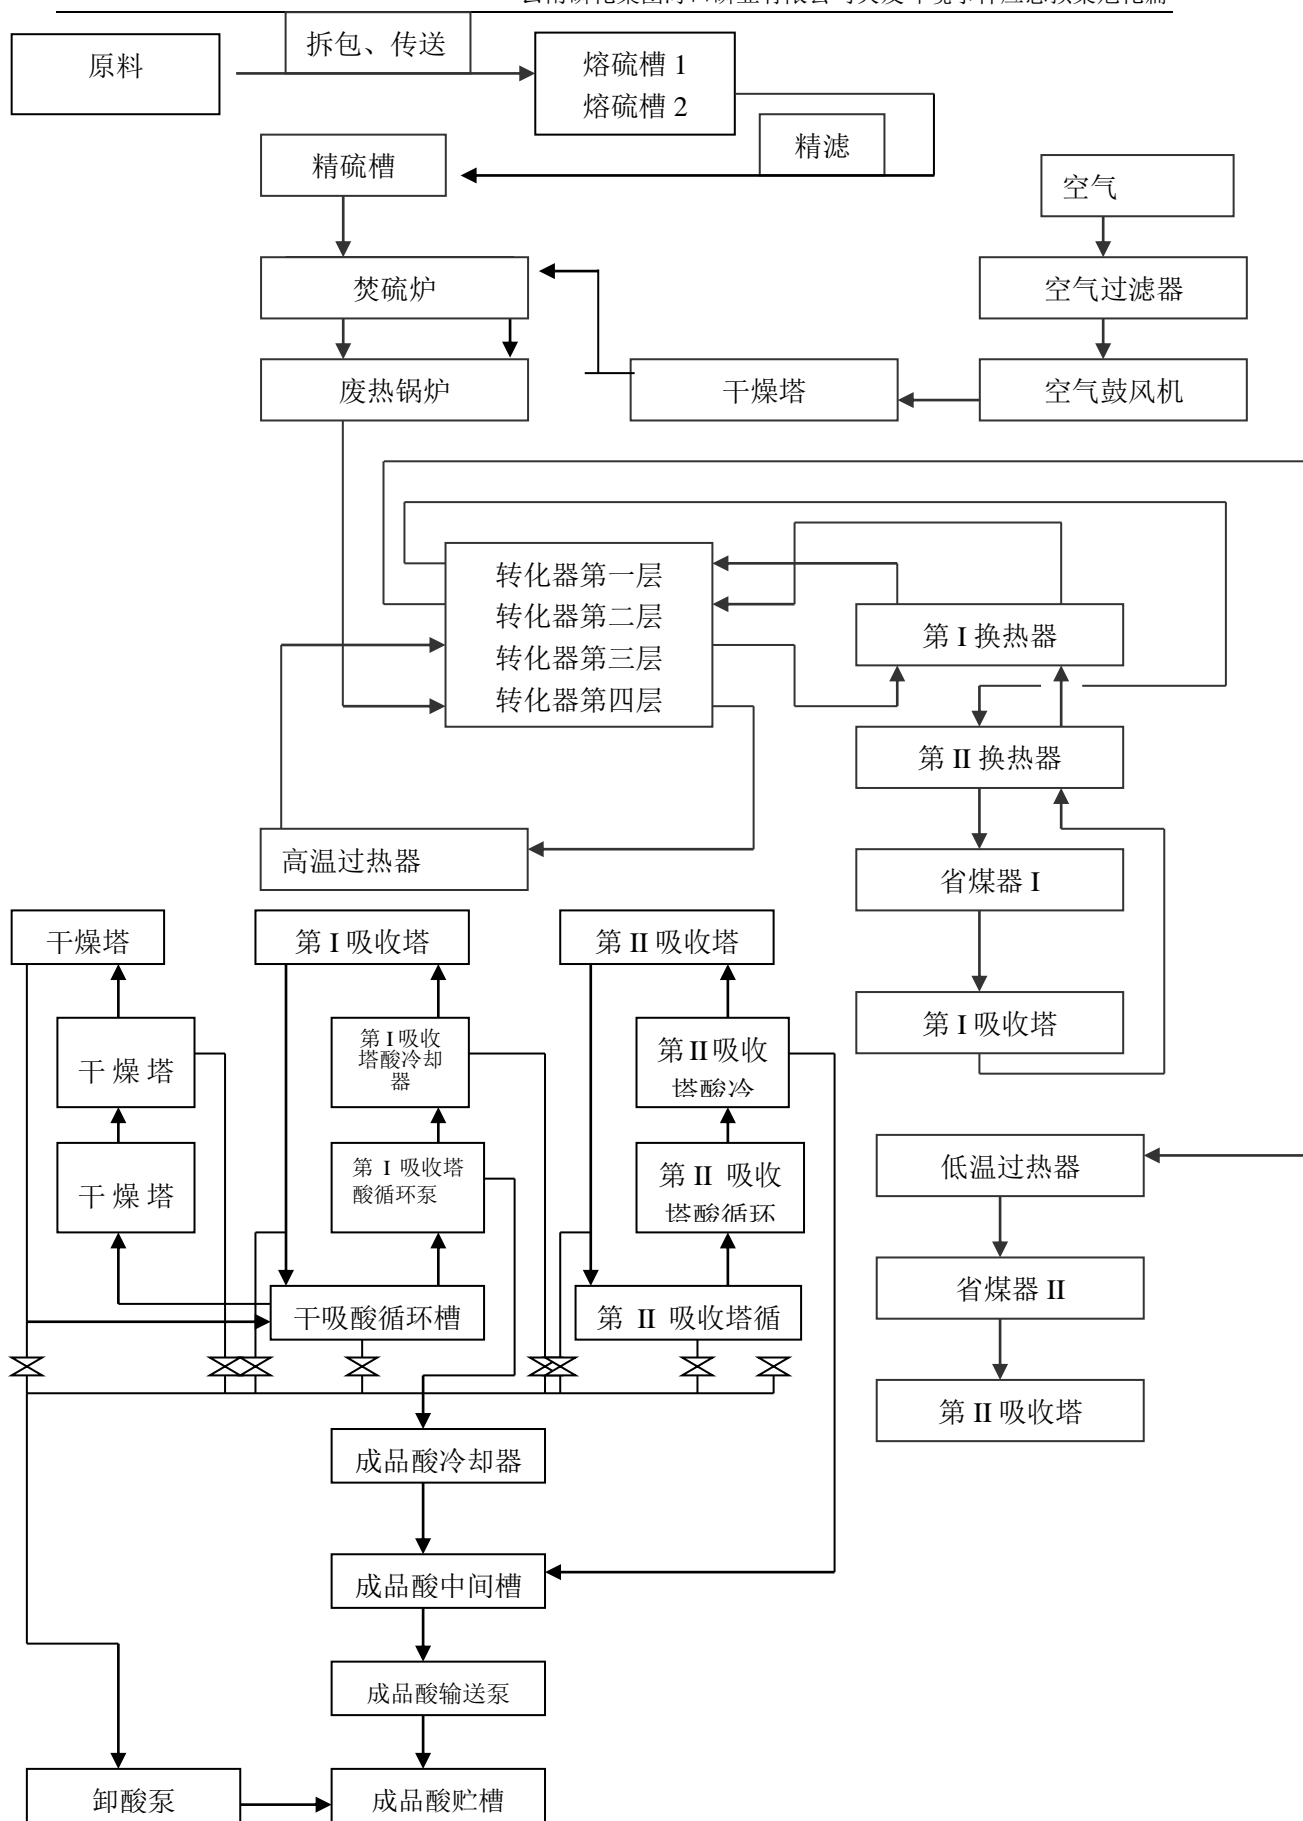 拆包、传送
原料
熔硫槽 1
熔硫槽 2
精滤
精硫槽
空气
焚硫炉
空气过滤器
废热锅炉
干燥塔
空气鼓风机
转化器第一层
转化器第二层
转化器第三层
转化器第四层
第 I 换热器
第 II 换热器
高温过热器
省煤器 I
干燥塔
第 I 吸收塔
第 II 吸收塔
第 I 吸收塔
干燥塔
第 I 吸收
塔酸冷却
器
第 II 吸收
塔酸冷
干燥塔
第 I 吸收塔
酸循环泵
第 II 吸收
塔酸循环
低温过热器
干吸酸循环槽
第 II 吸收塔循
省煤器 II
第 II 吸收塔
成品酸冷却器
成品酸中间槽
成品酸输送泵
卸酸泵
成品酸贮槽